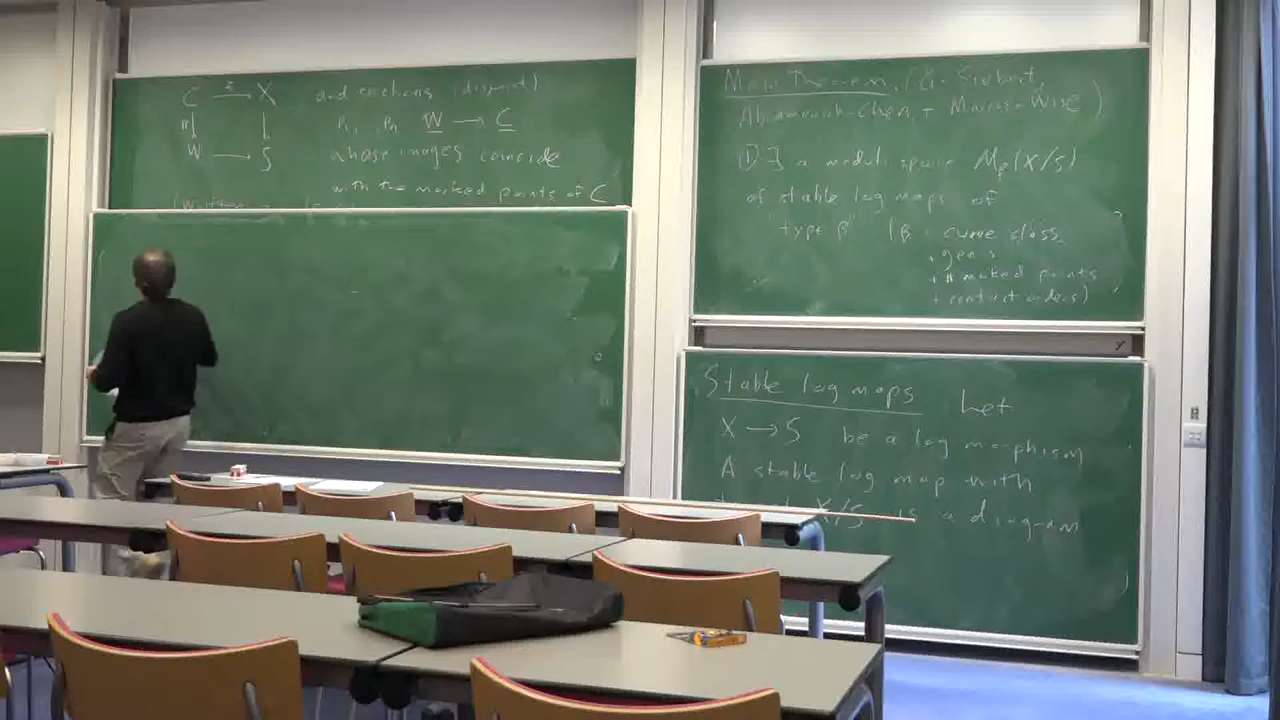 C → X and sections (disjoint)
π↓ ↓ p₁, pₙ W → C
W → S whose images coincide
with the marked points of C
Main Theorem (G-Siebert,
Abramovich-Chen, + Marcus-Wise)
① ∃ a moduli space M_β(X/S)
of stable log maps of
"type β" (β = curve class,
genus
# marked points
+ contact orders)
Stable log maps Let
X → S be a log morphism
A stable log map with
X/S is a diagram